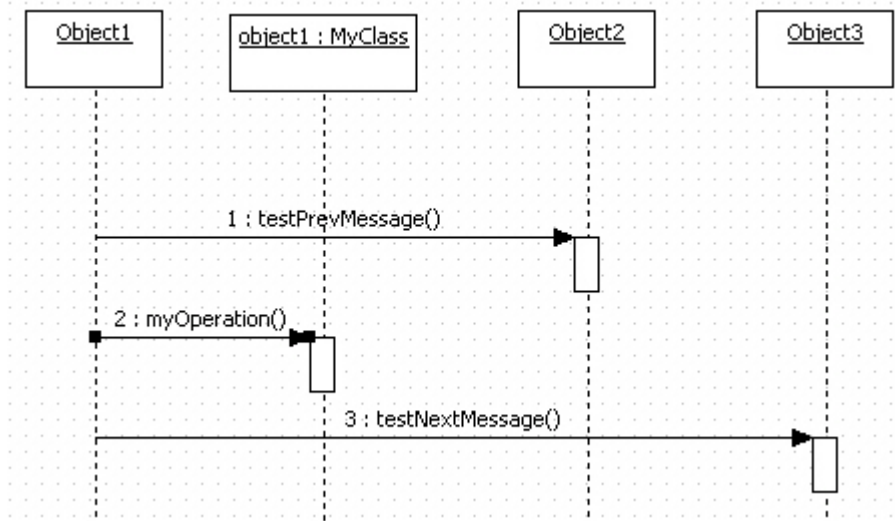 Object1
object1 : MyClass
Object2
Object3
1 : testPrevMessage()
2 : myOperation()
3 : testNextMessage()